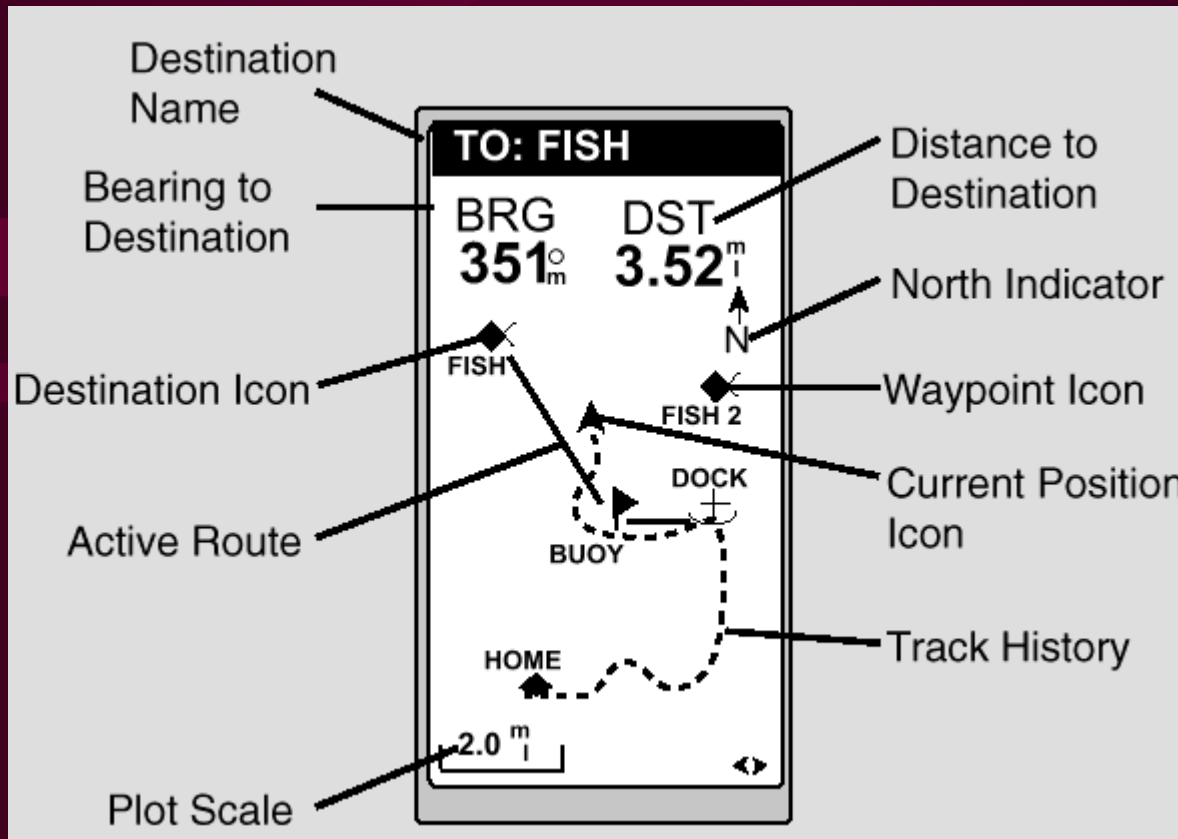 Destination
Name
TO: FISH
Distance to
Destination
Bearing to
Destination
BRG
DST
351°m
3.52 mi
North Indicator
N
Destination Icon
FISH
Waypoint Icon
FISH 2
Current Position
Icon
DOCK
Active Route
BUOY
Track History
HOME
2.0 mi
Plot Scale